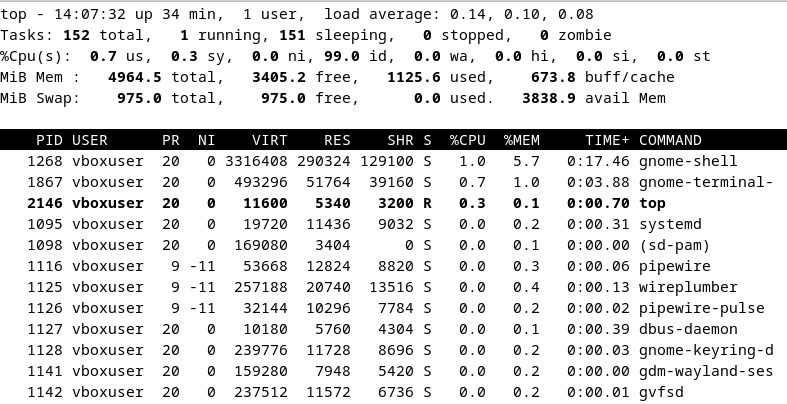 top - 14:07:32 up 34 min,  1 user,  load average: 0.14, 0.10, 0.08
Tasks: 152 total,   1 running, 151 sleeping,   0 stopped,   0 zombie
%Cpu(s):  0.7 us,  0.3 sy,  0.0 ni, 99.0 id,  0.0 wa,  0.0 hi,  0.0 si,  0.0 st
MiB Mem :   4964.5 total,   3405.2 free,   1125.6 used,    673.8 buff/cache
MiB Swap:    975.0 total,    975.0 free,      0.0 used.   3838.9 avail Mem
    PID USER      PR  NI    VIRT    RES    SHR S  %CPU  %MEM     TIME+ COMMAND
   1268 vboxuser  20   0 3316408 290324 129100 S   1.0   5.7   0:17.46 gnome-shell
   1867 vboxuser  20   0  493296  51764  39160 S   0.7   1.0   0:03.88 gnome-terminal-
   2146 vboxuser  20   0   11600   5340   3200 R   0.3   0.1   0:00.70 top
   1095 vboxuser  20   0   19720  11436   9032 S   0.0   0.2   0:00.31 systemd
   1098 vboxuser  20   0  169080   3404      0 S   0.0   0.1   0:00.00 (sd-pam)
   1116 vboxuser   9 -11   53668  12824   8820 S   0.0   0.3   0:00.06 pipewire
   1125 vboxuser   9 -11  257188  20740  13516 S   0.0   0.4   0:00.13 wireplumber
   1126 vboxuser   9 -11   32144  10296   7784 S   0.0   0.2   0:00.02 pipewire-pulse
   1127 vboxuser  20   0   10180   5760   4304 S   0.0   0.1   0:00.39 dbus-daemon
   1128 vboxuser  20   0  239776  11728   8696 S   0.0   0.2   0:00.03 gnome-keyring-d
   1141 vboxuser  20   0  159280   7948   5420 S   0.0   0.2   0:00.00 gdm-wayland-ses
   1142 vboxuser  20   0  237512  11572   6736 S   0.0   0.2   0:00.01 gvfsd